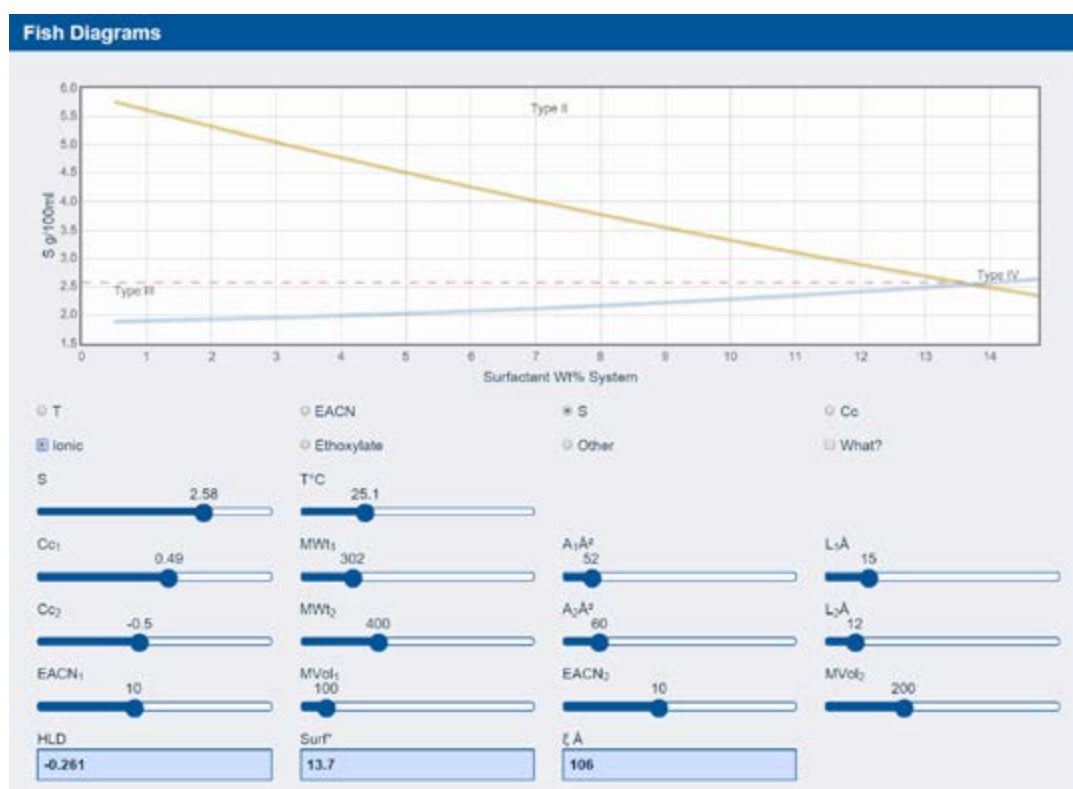 Fish Diagrams
6.0
5.5
5.0
4.5
4.0
3.5
3.0
2.5
2.0
1.5
S g/100ml
Type II
Type III
Type IV
0 1 2 3 4 5 6 7 8 9 10 11 12 13 14
Surfactant Wt% System
T EACN S Cc
Ionic Ethoxylate Other What?
S T°C
2.58 25.1
Cc₁ MWt₁ A₁Å² L₁Å
0.49 302 52 15
Cc₂ MWt₂ A₂Å² L₂Å
-0.5 400 60 12
EACN₁ MVol₁ EACN₂ MVol₂
10 100 10 200
HLD Surf* ξ Å
-0.261 13.7 106